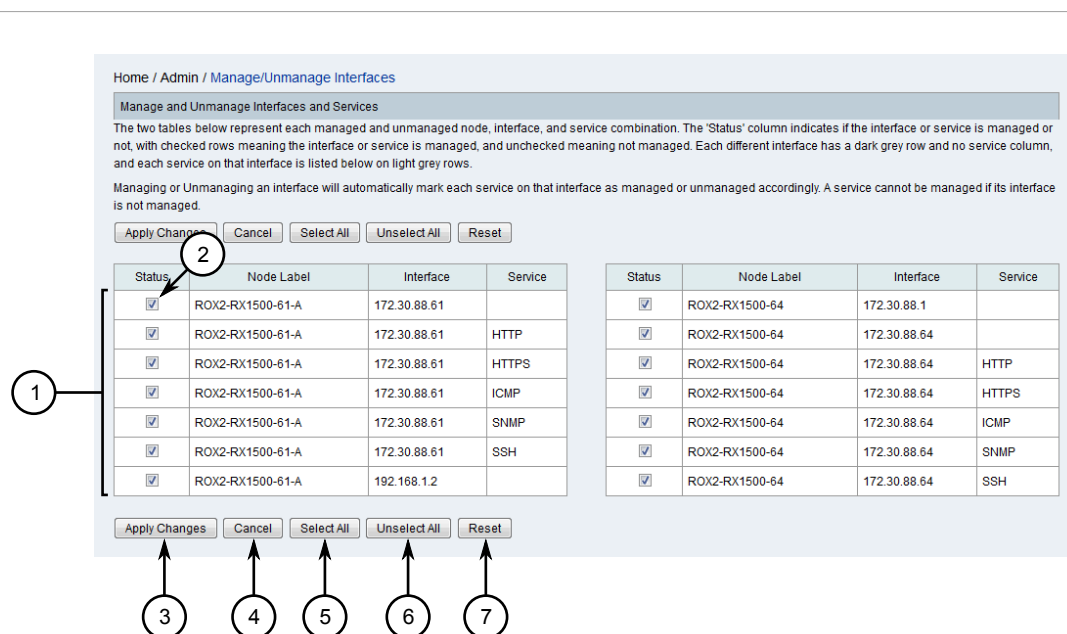 Home / Admin / Manage/Unmanage Interfaces
Manage and Unmanage Interfaces and Services
The two tables below represent each managed and unmanaged node, interface, and service combination. The 'Status' column indicates if the interface or service is managed or
not, with checked rows meaning the interface or service is managed, and unchecked meaning not managed. Each different interface has a dark grey row and no service column,
and each service on that interface is listed below on light grey rows.
Managing or Unmanaging an interface will automatically mark each service on that interface as managed or unmanaged accordingly. A service cannot be managed if its interface
is not managed.
Apply Changes Cancel Select All Unselect All Reset
2
Status Node Label Interface Service Status Node Label Interface Service
ROX2-RX1500-61-A 172.30.88.61 ROX2-RX1500-64 172.30.88.1
ROX2-RX1500-61-A 172.30.88.61 HTTP ROX2-RX1500-64 172.30.88.64
ROX2-RX1500-61-A 172.30.88.61 HTTPS ROX2-RX1500-64 172.30.88.64 HTTP
1 ROX2-RX1500-61-A 172.30.88.61 ICMP ROX2-RX1500-64 172.30.88.64 HTTPS
ROX2-RX1500-61-A 172.30.88.61 SNMP ROX2-RX1500-64 172.30.88.64 ICMP
ROX2-RX1500-61-A 172.30.88.61 SSH ROX2-RX1500-64 172.30.88.64 SNMP
ROX2-RX1500-61-A 192.168.1.2 ROX2-RX1500-64 172.30.88.64 SSH
Apply Changes Cancel Select All Unselect All Reset
3 4 5 6 7